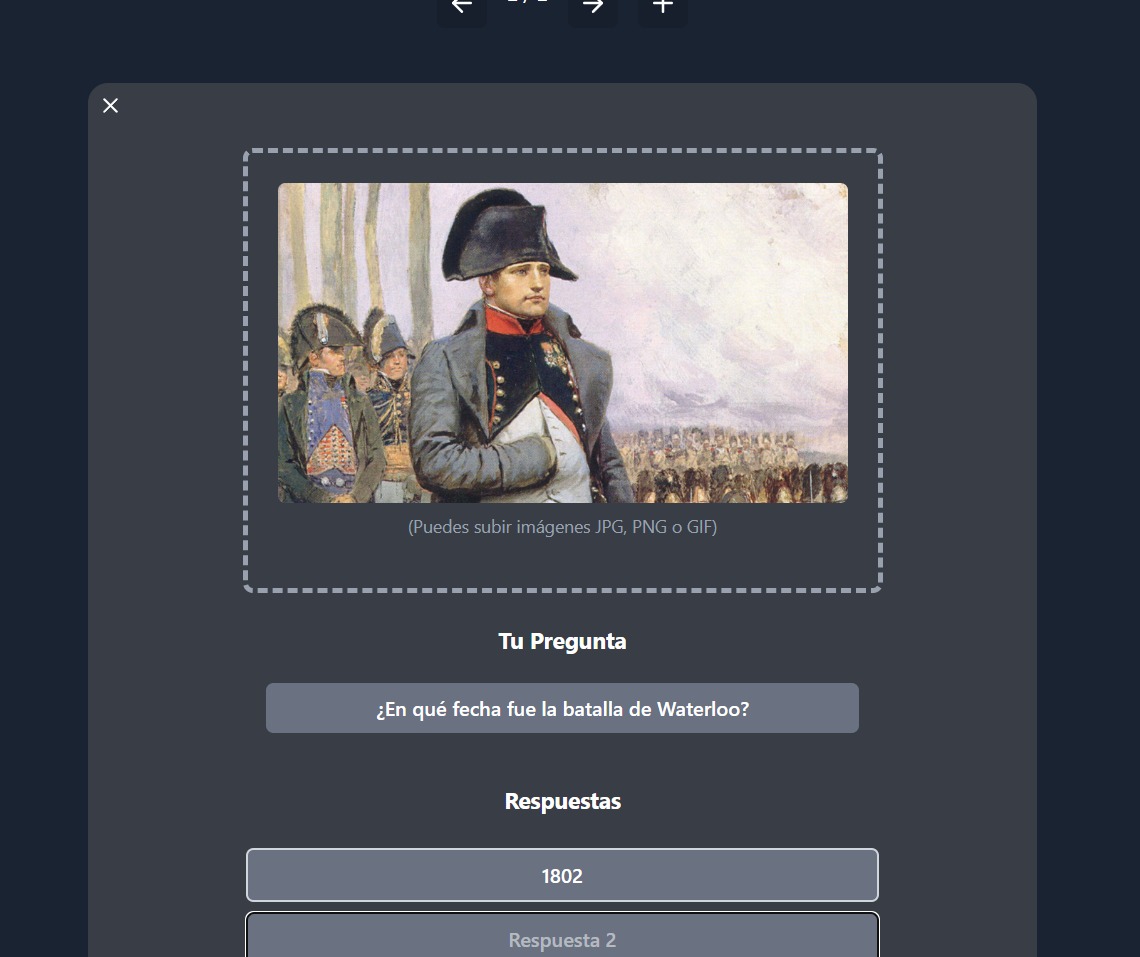 (Puedes subir imágenes JPG, PNG o GIF)
Tu Pregunta
¿En qué fecha fue la batalla de Waterloo?
Respuestas
1802
Respuesta 2